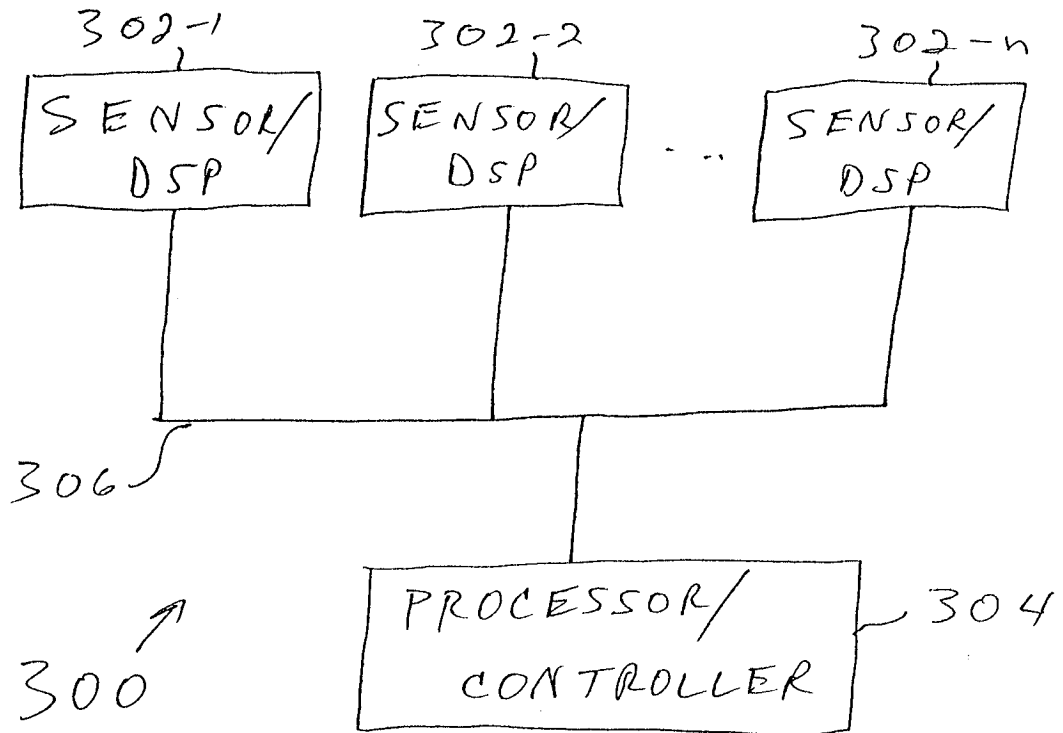 302-1
302-2
302-n
SENSOR/
DSP
SENSOR/
DSP
...
SENSOR/
DSP
306
PROCESSOR/
CONTROLLER
304
300